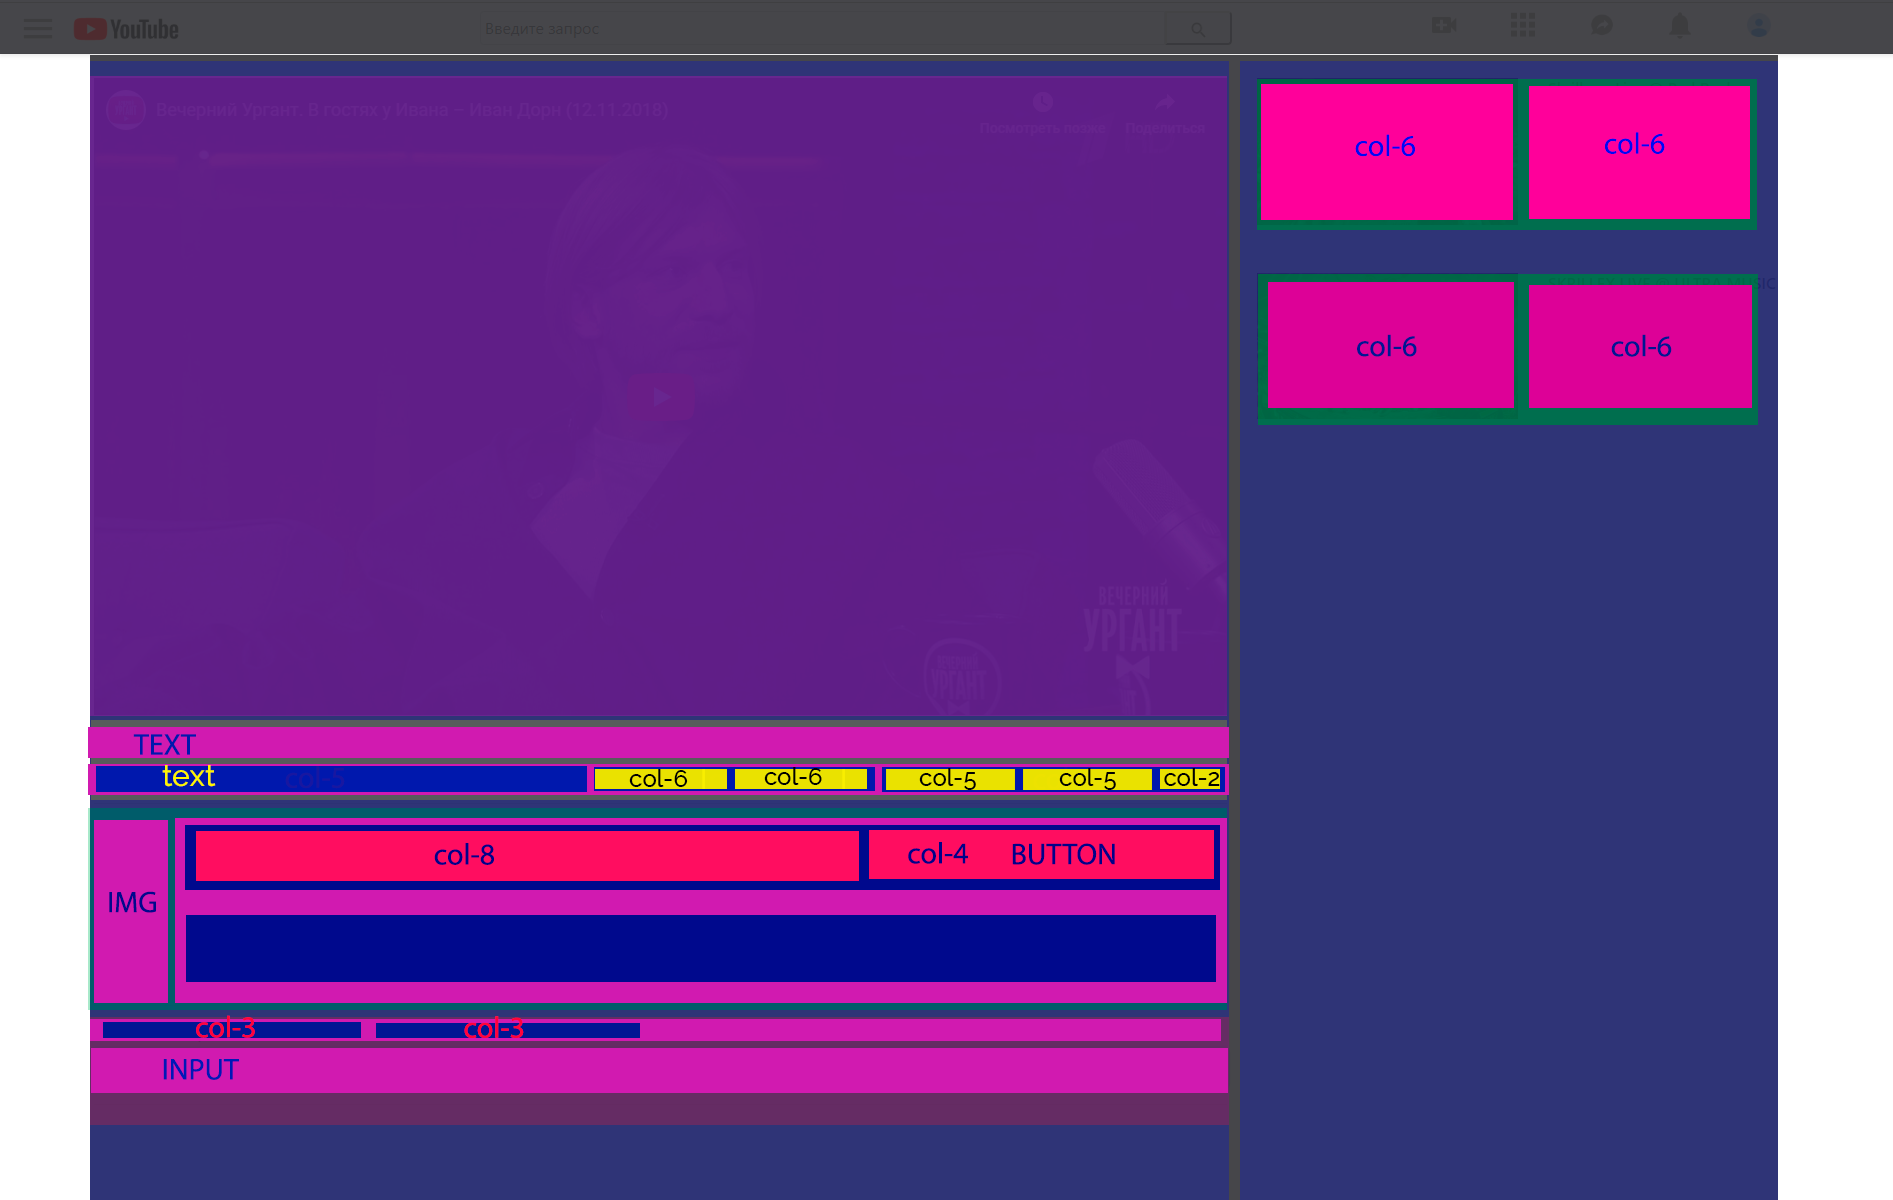 YouTube
Введите запрос
Вечерний Ургант. В гостях у Ивана – Иван Дорн (12.11.2018)
Посмотреть позже
Поделиться
col-6
col-6
col-6
col-6
ВЕЧЕРНИЙ
УРГАНТ
ВЕЧЕРНИЙ
УРГАНТ
TEXT
text col-5
col-6
col-6
col-5
col-5
col-2
col-8
col-4 BUTTON
IMG
col-3
col-3
INPUT